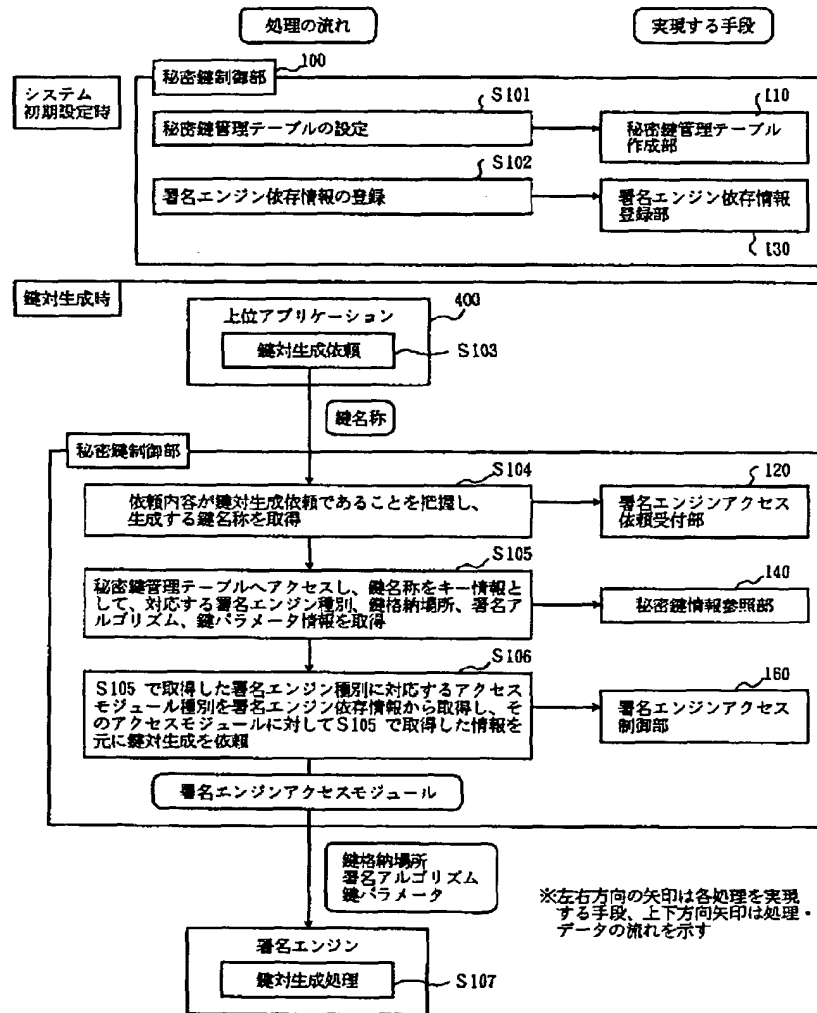 処理の流れ
実現する手段
システム
初期設定時
秘密鍵制御部
100
S101
秘密鍵管理テーブルの設定
110
秘密鍵管理テーブル
作成部
S102
署名エンジン依存情報の登録
署名エンジン依存情報
登録部
130
鍵対生成時
上位アプリケーション
400
鍵対生成依頼
S103
鍵名称
秘密鍵制御部
S104
依頼内容が鍵対生成依頼であることを把握し、
生成する鍵名称を取得
120
署名エンジンアクセス
依頼受付部
S105
秘密鍵管理テーブルへアクセスし、鍵名称をキー情報と
して、対応する署名エンジン種別、鍵格納場所、署名ア
ルゴリズム、鍵パラメータ情報を取得
140
秘密鍵情報参照部
S106
S105 で取得した署名エンジン種別に対応するアクセス
モジュール種別を署名エンジン依存情報から取得し、そ
のアクセスモジュールに対してS105 で取得した情報を
元に鍵対生成を依頼
160
署名エンジンアクセス
制御部
署名エンジンアクセスモジュール
鍵格納場所
署名アルゴリズム
鍵パラメータ
※左右方向の矢印は各処理を実現
する手段、上下方向矢印は処理・
データの流れを示す
署名エンジン
鍵対生成処理
S107